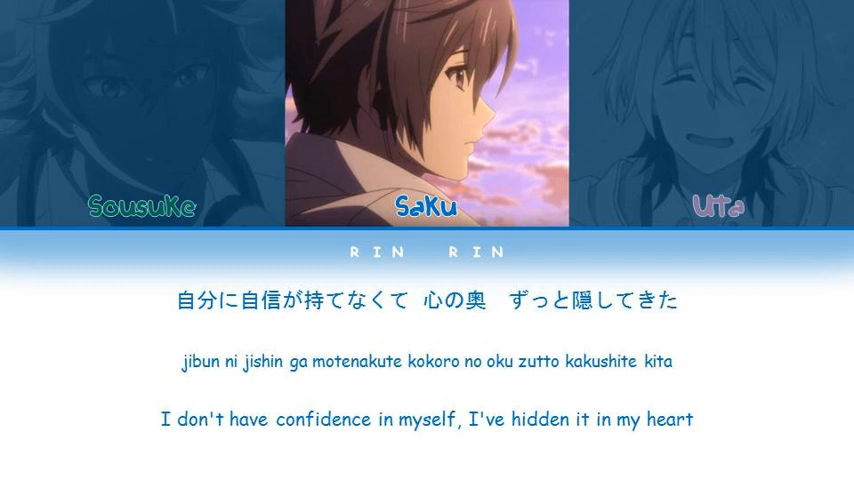 Sousuke
Saku
Uta
RIN RIN
自分に自信が持てなくて 心の奥 ずっと隠してきた
jibun ni jishin ga motenakute kokoro no oku zutto kakushite kita
I don't have confidence in myself, I've hidden it in my heart